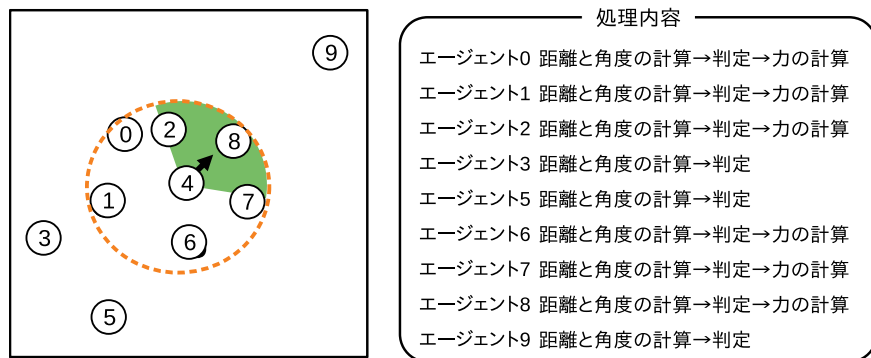 9
0
2
8
4
1
7
3
6
5
処理内容
エージェント0 距離と角度の計算→判定→力の計算
エージェント1 距離と角度の計算→判定→力の計算
エージェント2 距離と角度の計算→判定→力の計算
エージェント3 距離と角度の計算→判定
エージェント5 距離と角度の計算→判定
エージェント6 距離と角度の計算→判定→力の計算
エージェント7 距離と角度の計算→判定→力の計算
エージェント8 距離と角度の計算→判定→力の計算
エージェント9 距離と角度の計算→判定